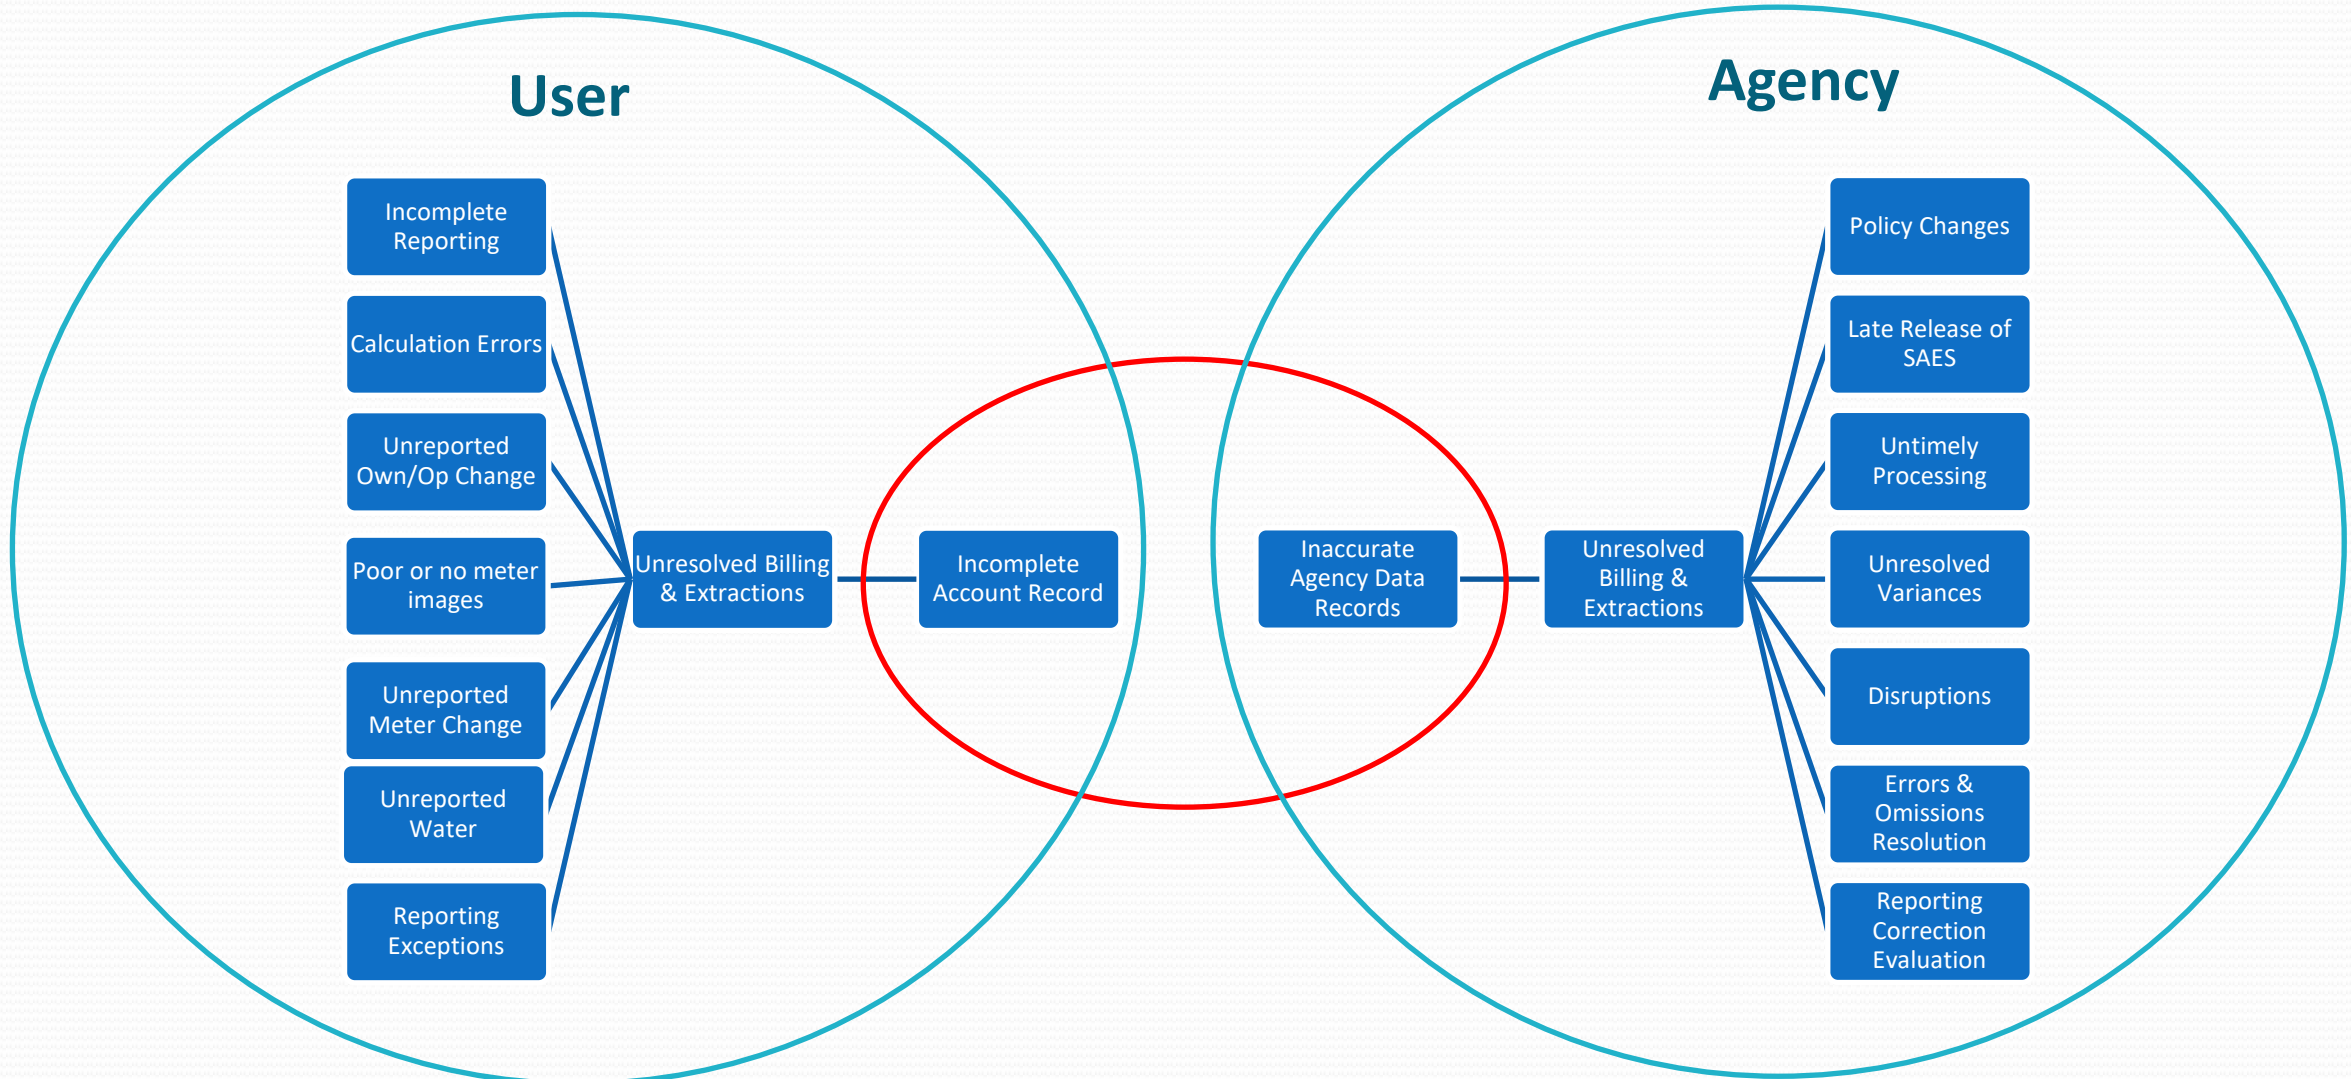 User
Incomplete
Reporting
Calculation Errors
Unreported
Own/Op Change
Poor or no meter
images
Unreported
Meter Change
Unreported
Water
Reporting
Exceptions
Unresolved Billing
& Extractions
Incomplete
Account Record
Agency
Inaccurate
Agency Data
Records
Unresolved
Billing &
Extractions
Policy Changes
Late Release of
SAES
Untimely
Processing
Unresolved
Variances
Disruptions
Errors &
Omissions
Resolution
Reporting
Correction
Evaluation